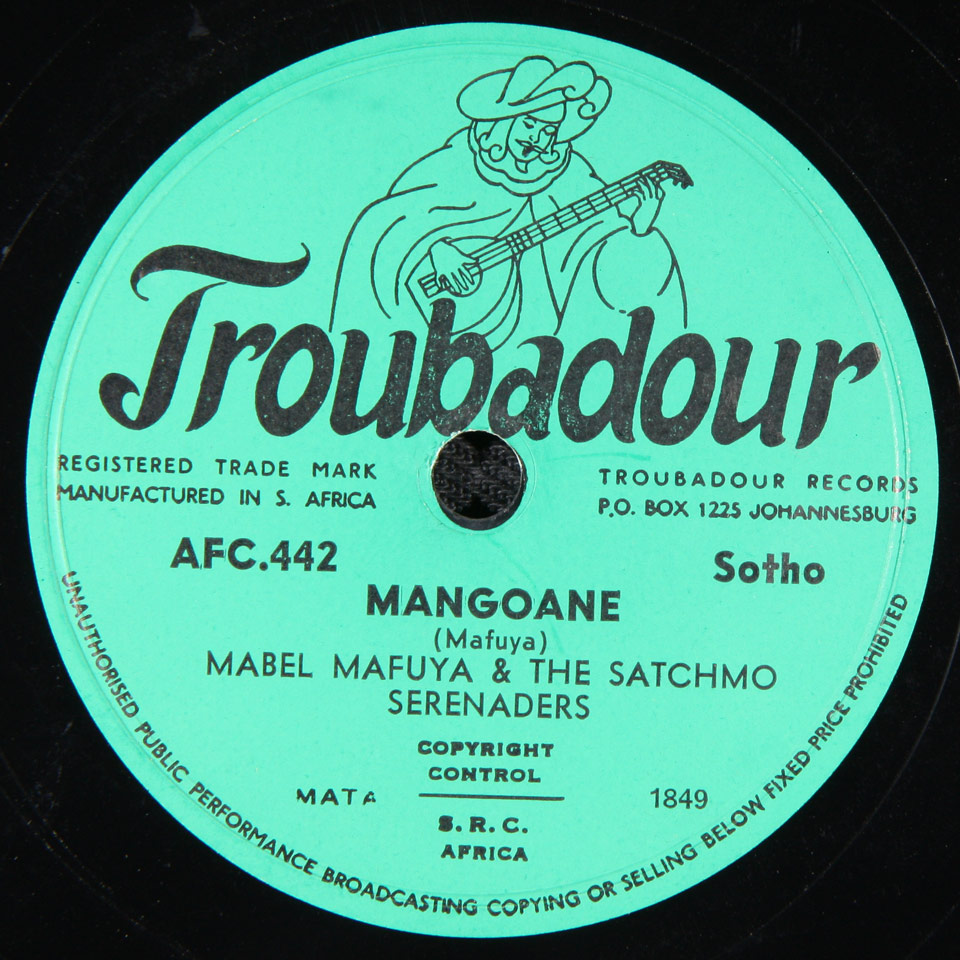 Troubadour
REGISTERED TRADE MARK
MANUFACTURED IN S. AFRICA
TROUBADOUR RECORDS
P.O. BOX 1225 JOHANNESBURG
AFC.442
Sotho
MANGOANE
(Mafuya)
MABEL MAFUYA & THE SATCHMO
SERENADERS
COPYRIGHT
CONTROL
MATA
1849
S.R.C.
AFRICA
UNAUTHORISED PUBLIC PERFORMANCE BROADCASTING COPYING OR SELLING BELOW FIXED PRICE PROHIBITED